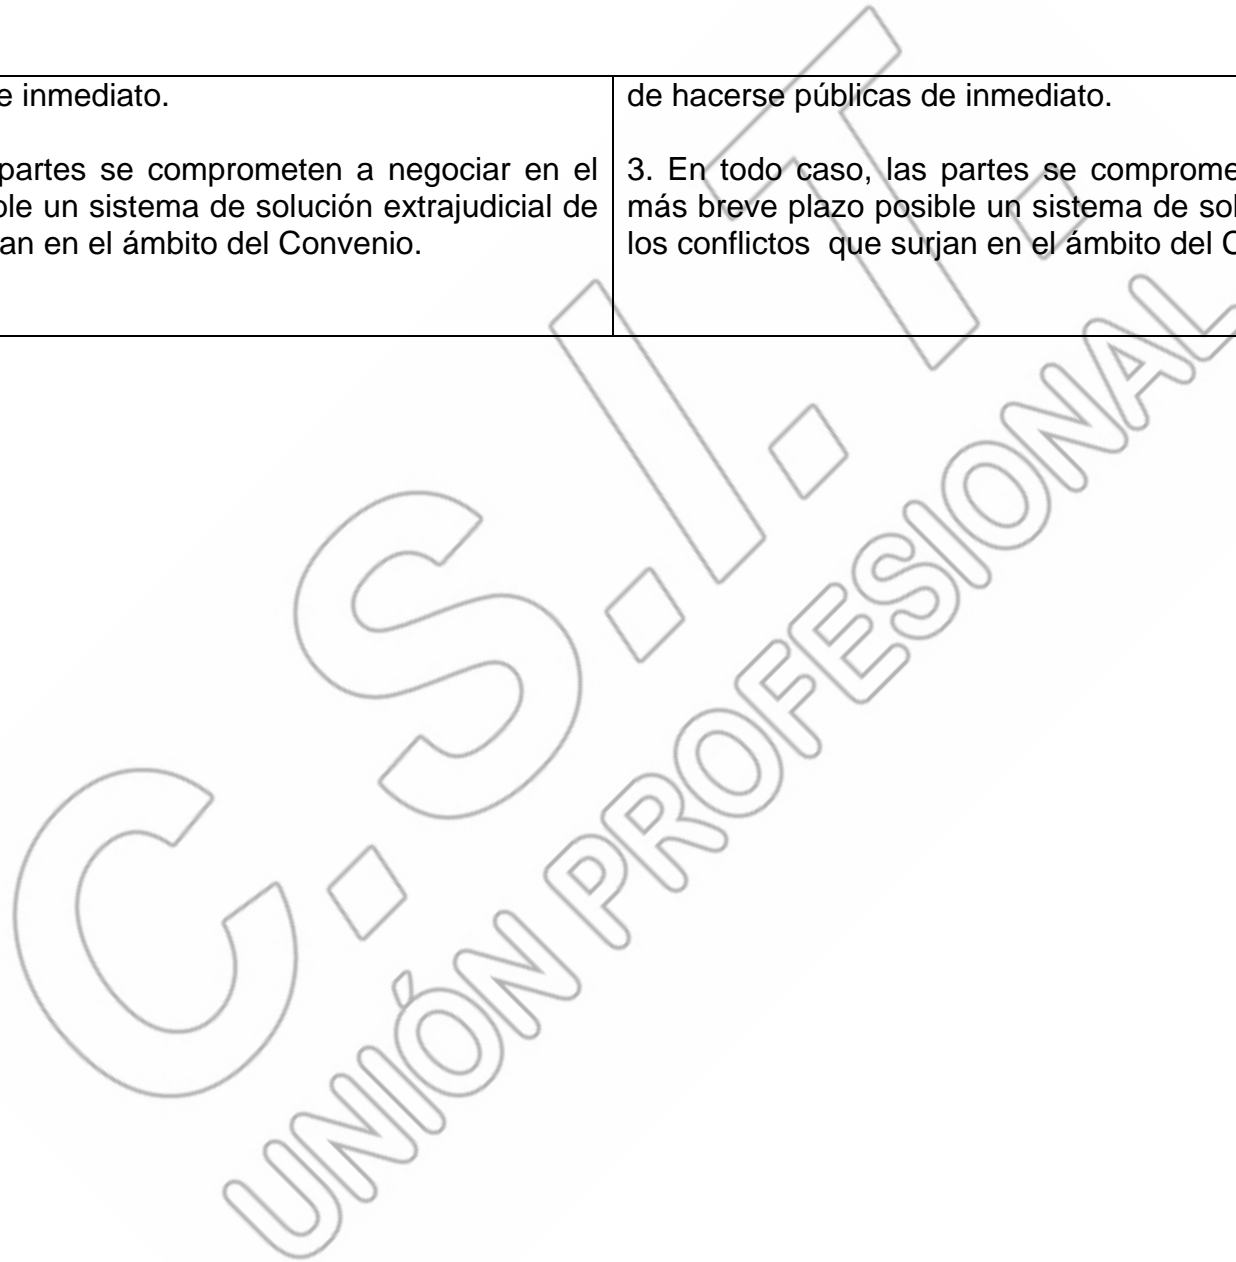 e inmediato.
partes se comprometen a negociar en el
ble un sistema de solución extrajudicial de
an en el ámbito del Convenio.
de hacerse públicas de inmediato.
3. En todo caso, las partes se comprome
más breve plazo posible un sistema de sol
los conflictos que surjan en el ámbito del C
C.S.I.T.-
UNIÓN PROFESIONAL